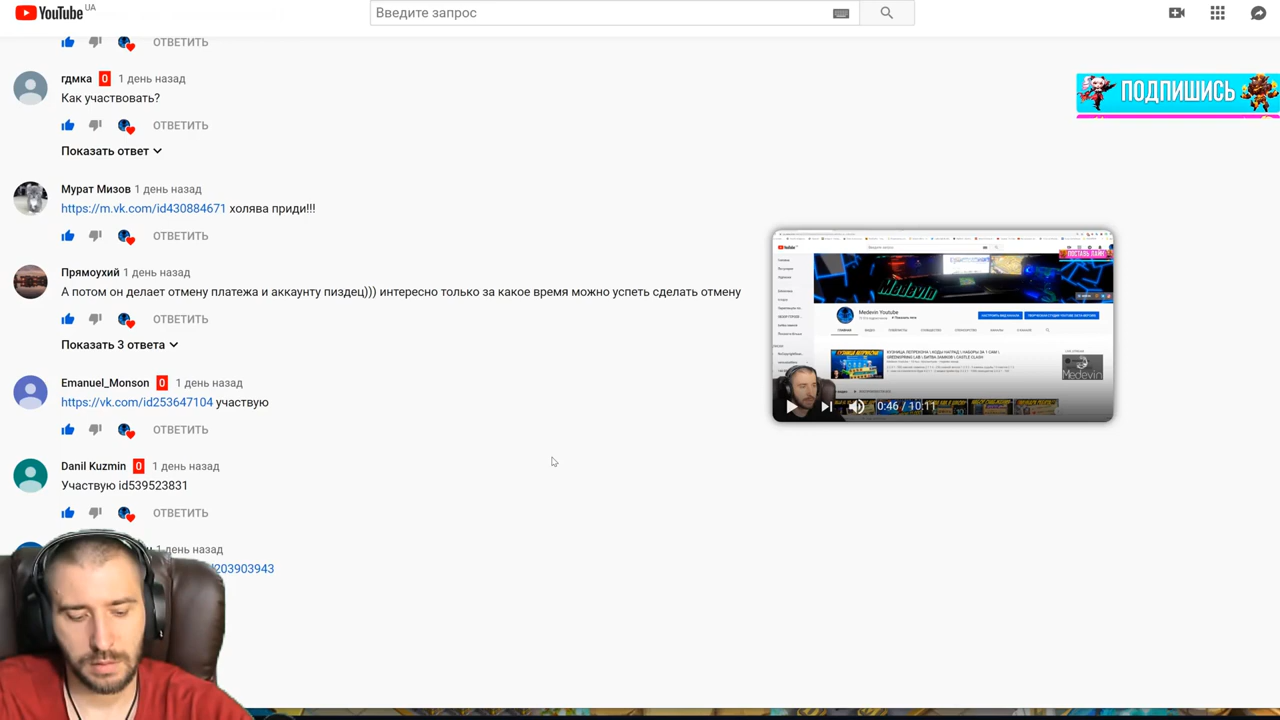 YouTube UA
Введите запрос
ОТВЕТИТЬ
гдмка 0 1 день назад
Как участвовать?
ОТВЕТИТЬ
Показать ответ
Мурат Мизов 1 день назад
https://m.vk.com/id430884671 холява приди!!!
ОТВЕТИТЬ
Прямоухий 1 день назад
А потом он делает отмену платежа и аккаунту пиздец))) интересно только за какое время можно успеть сделать отмену
ОТВЕТИТЬ
Показать 3 ответа
Emanuel_Monson 0 1 день назад
https://vk.com/id253647104 участвую
ОТВЕТИТЬ
Danil Kuzmin 0 1 день назад
Участвую id539523831
ОТВЕТИТЬ
1 день назад
/203903943
ПОДПИШИСЬ
ПОСТАВЬ ЛАЙК
Medevin
Medevin Youtube
Medevin
0:46 / 10:11